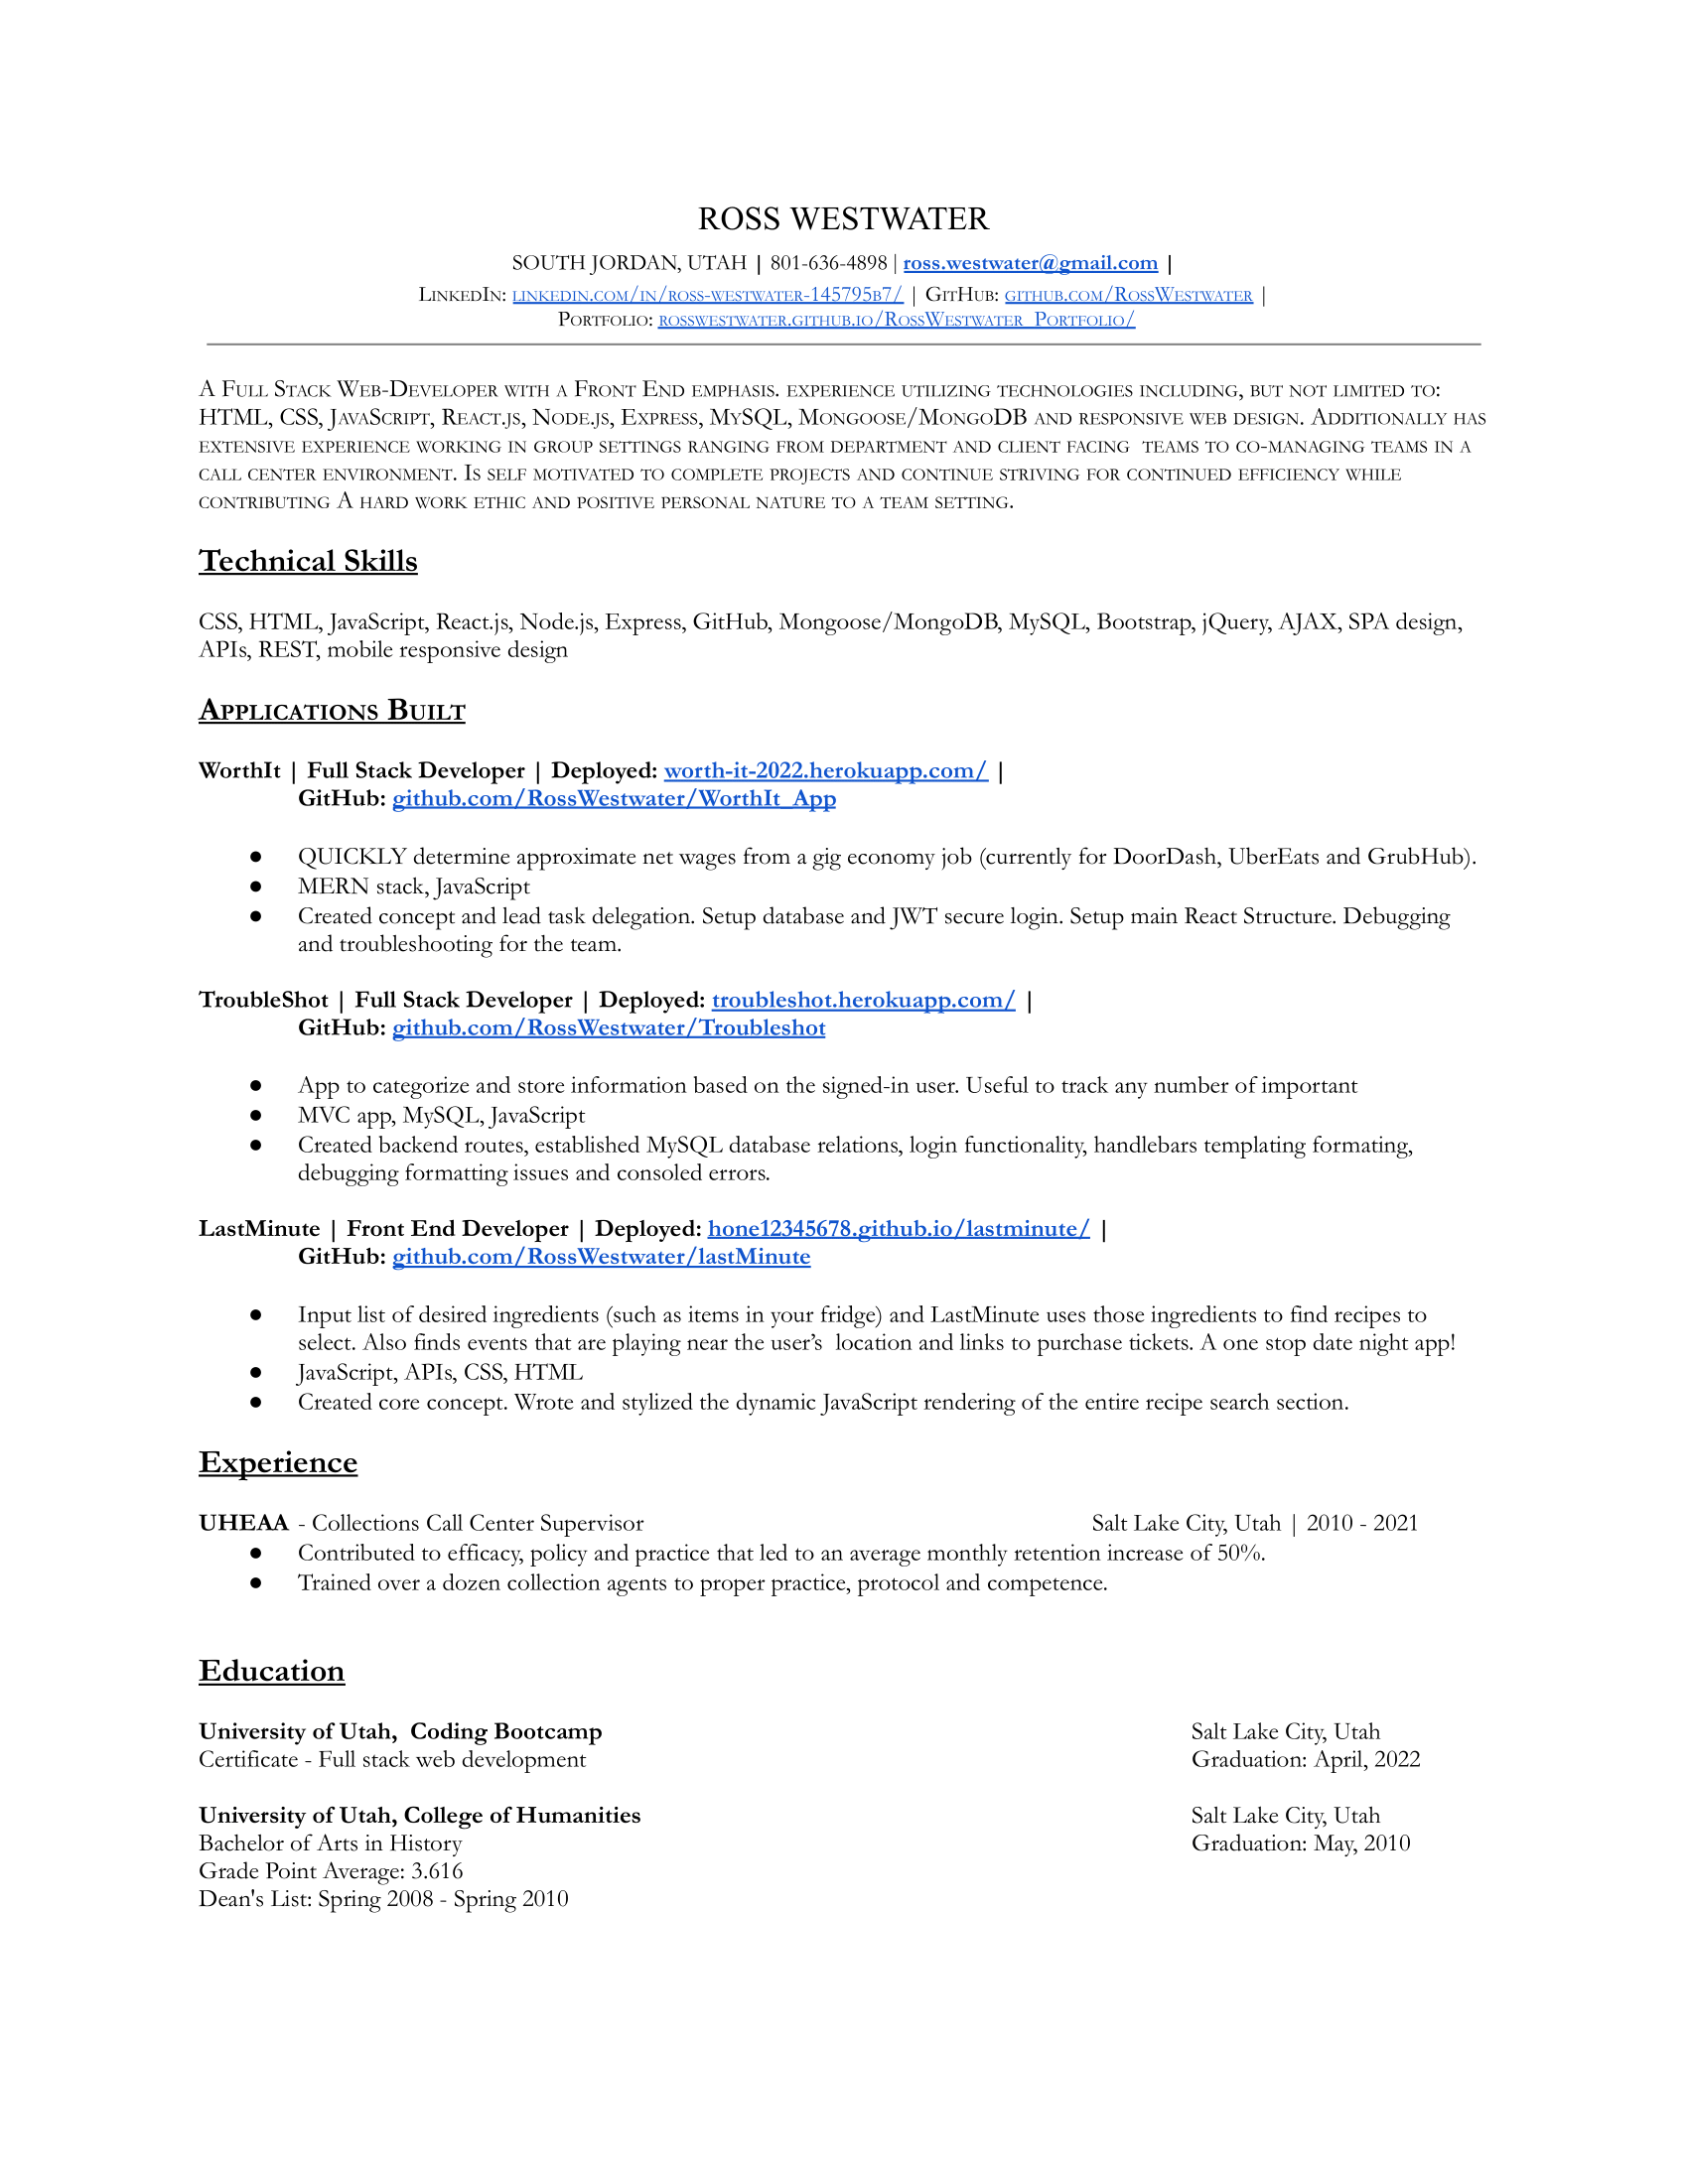 ROSS WESTWATER
SOUTH JORDAN, UTAH | 801-636-4898 | ross.westwater@gmail.com |
LinkedIn: linkedin.com/in/ross-westwater-145795b7/ | GitHub: github.com/RossWestwater |
Portfolio: rosswestwater.github.io/RossWestwater_Portfolio/
A Full Stack Web-Developer with a Front End emphasis. experience utilizing technologies including, but not limited to:
HTML, CSS, JavaScript, React.js, Node.js, Express, MySQL, Mongoose/MongoDB and responsive web design. Additionally has
extensive experience working in group settings ranging from department and client facing  teams to co-managing teams in a
call center environment. Is self motivated to complete projects and continue striving for continued efficiency while
contributing A hard work ethic and positive personal nature to a team setting.
Technical Skills
CSS, HTML, JavaScript, React.js, Node.js, Express, GitHub, Mongoose/MongoDB, MySQL, Bootstrap, jQuery, AJAX, SPA design,
APIs, REST, mobile responsive design
Applications Built
WorthIt | Full Stack Developer | Deployed: worth-it-2022.herokuapp.com/ |
GitHub: github.com/RossWestwater/WorthIt_App
● QUICKLY determine approximate net wages from a gig economy job (currently for DoorDash, UberEats and GrubHub).
● MERN stack, JavaScript
● Created concept and lead task delegation. Setup database and JWT secure login. Setup main React Structure. Debugging
and troubleshooting for the team.
TroubleShot | Full Stack Developer | Deployed: troubleshot.herokuapp.com/ |
GitHub: github.com/RossWestwater/Troubleshot
● App to categorize and store information based on the signed-in user. Useful to track any number of important
● MVC app, MySQL, JavaScript
● Created backend routes, established MySQL database relations, login functionality, handlebars templating formating,
debugging formatting issues and consoled errors.
LastMinute | Front End Developer | Deployed: hone12345678.github.io/lastminute/ |
GitHub: github.com/RossWestwater/lastMinute
● Input list of desired ingredients (such as items in your fridge) and LastMinute uses those ingredients to find recipes to
select. Also finds events that are playing near the user’s  location and links to purchase tickets. A one stop date night app!
● JavaScript, APIs, CSS, HTML
● Created core concept. Wrote and stylized the dynamic JavaScript rendering of the entire recipe search section.
Experience
UHEAA - Collections Call Center Supervisor Salt Lake City, Utah | 2010 - 2021
● Contributed to efficacy, policy and practice that led to an average monthly retention increase of 50%.
● Trained over a dozen collection agents to proper practice, protocol and competence.
Education
University of Utah,  Coding Bootcamp Salt Lake City, Utah
Certificate - Full stack web development Graduation: April, 2022
University of Utah, College of Humanities Salt Lake City, Utah
Bachelor of Arts in History Graduation: May, 2010
Grade Point Average: 3.616
Dean's List: Spring 2008 - Spring 2010